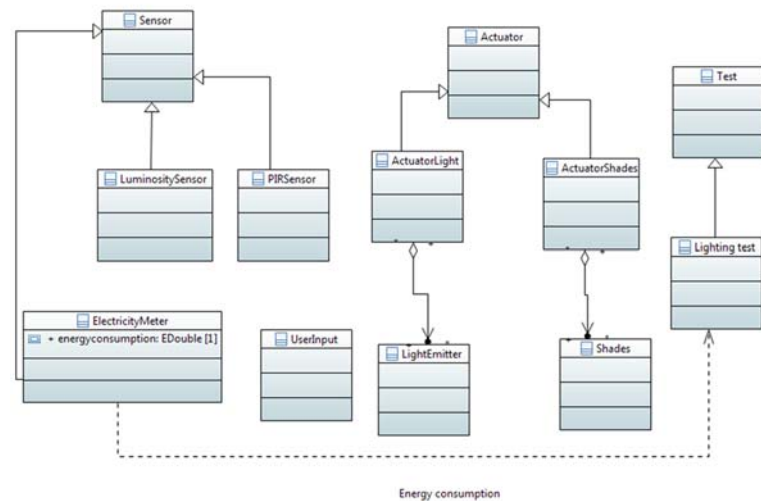 Sensor
Actuator
Test
LuminositySensor
PIRSensor
ActuatorLight
ActuatorShades
Lighting test
ElectricityMeter
+ energyconsumption: EDouble [1]
UserInput
LightEmitter
Shades
Energy consumption